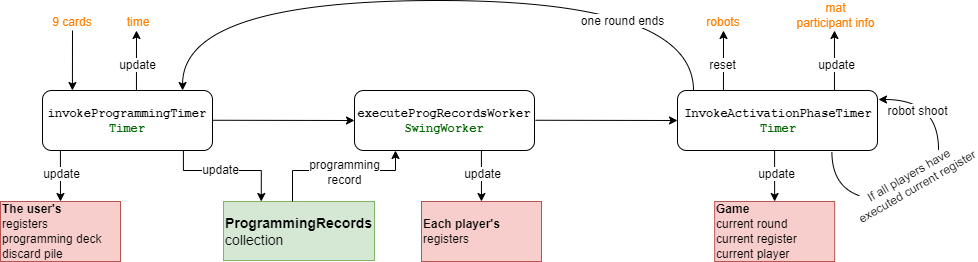 9 cards
time
one round ends
robots
mat
participant info
update
reset
update
invokeProgrammingTimer
Timer
executeProgRecordsWorker
SwingWorker
InvokeActivationPhaseTimer
Timer
robot shoot
update
update
programming
record
update
update
If all players have
executed current register
The user's
registers
programming deck
discard pile
ProgrammingRecords
collection
Each player's
registers
Game
current round
current register
current player